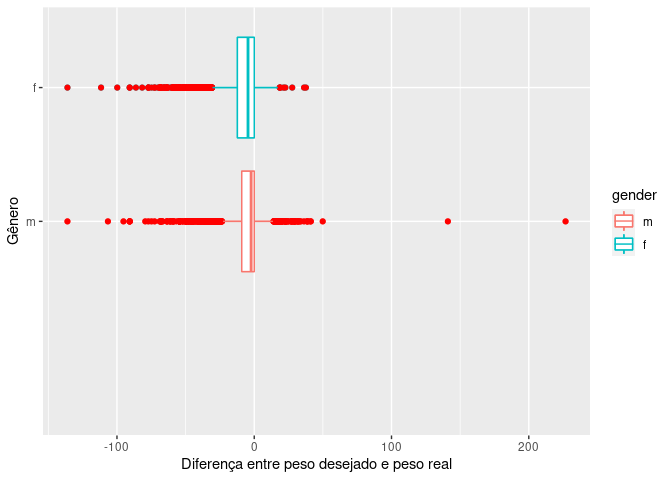 f
m
Gênero
-100
0
100
200
Diferença entre peso desejado e peso real
gender
m
f